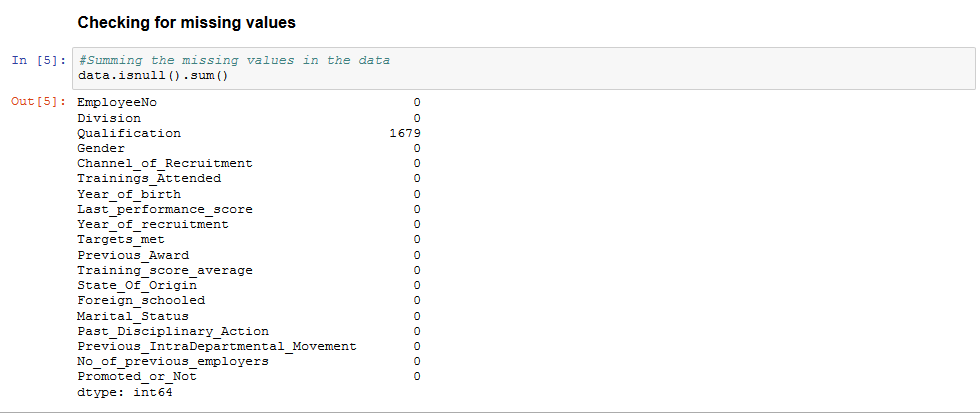 Checking for missing values
In [5]: #Summing the missing values in the data
data.isnull().sum()
Out[5]: EmployeeNo 0
Division 0
Qualification 1679
Gender 0
Channel_of_Recruitment 0
Trainings_Attended 0
Year_of_birth 0
Last_performance_score 0
Year_of_recruitment 0
Targets_met 0
Previous_Award 0
Training_score_average 0
State_Of_Origin 0
Foreign_schooled 0
Marital_Status 0
Past_Disciplinary_Action 0
Previous_IntraDepartmental_Movement 0
No_of_previous_employers 0
Promoted_or_Not 0
dtype: int64